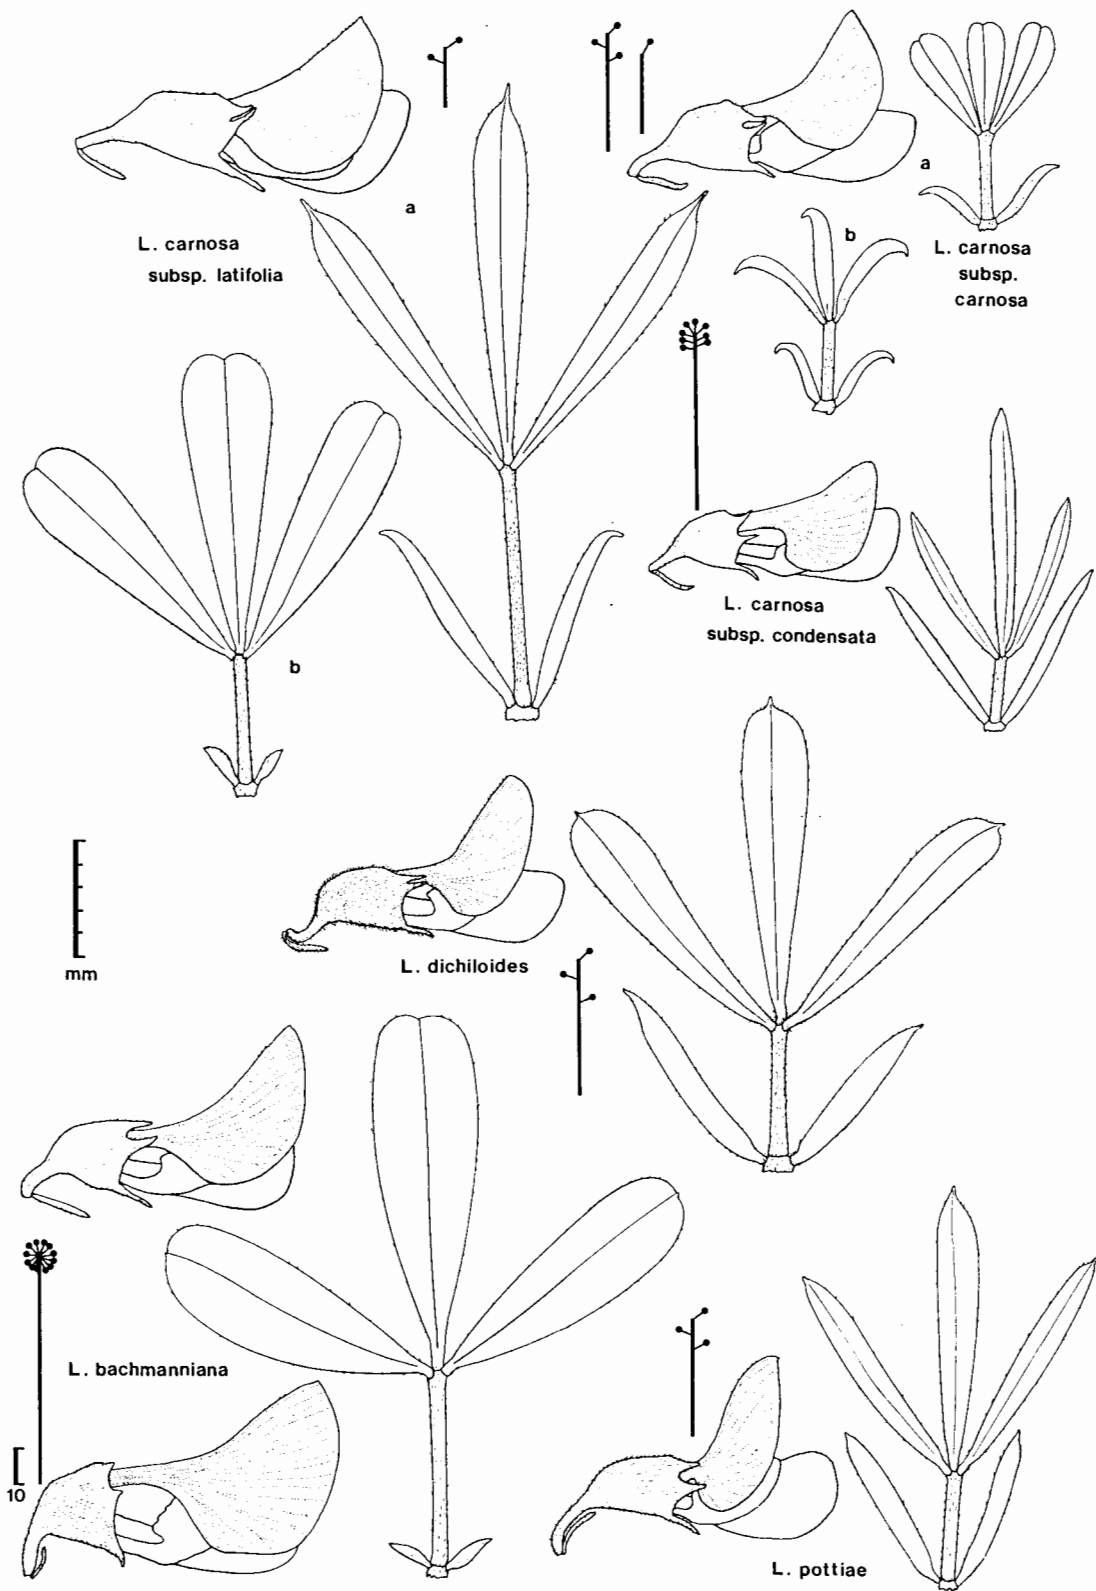 a
L. carnosa
subsp. latifolia
a
b
L. carnosa
subsp.
carnosa
L. carnosa
subsp. condensata
b
mm
L. dichiloides
L. bachmanniana
10
L. pottiae